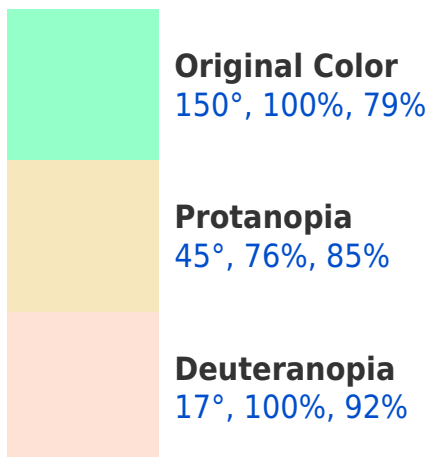 Original Color
150°, 100%, 79%
Protanopia
45°, 76%, 85%
Deuteranopia
17°, 100%, 92%